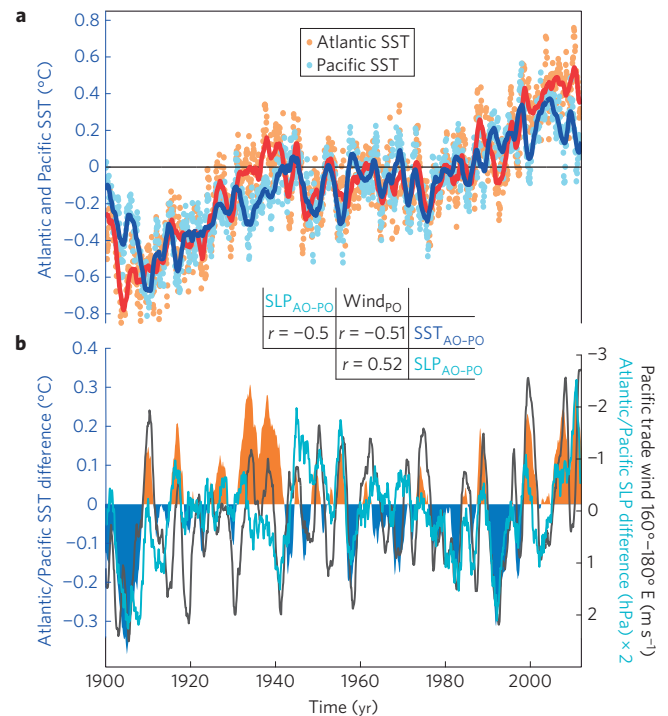 a
0.8
0.6
0.4
0.2
0
−0.2
−0.4
−0.6
−0.8
Atlantic and Pacific SST (°C)
Atlantic SST
Pacific SST
SLP_AO–PO Wind_PO
r = −0.5 r = −0.51 SST_AO–PO
r = 0.52 SLP_AO–PO
b
0.4
0.3
0.2
0.1
0
−0.1
−0.2
−0.3
Atlantic/Pacific SST difference (°C)
−3
−2
−1
0
1
2
Atlantic/Pacific SLP difference (hPa) × 2
Pacific trade wind 160°–180° E (m s⁻¹)
1900 1920 1940 1960 1980 2000
Time (yr)